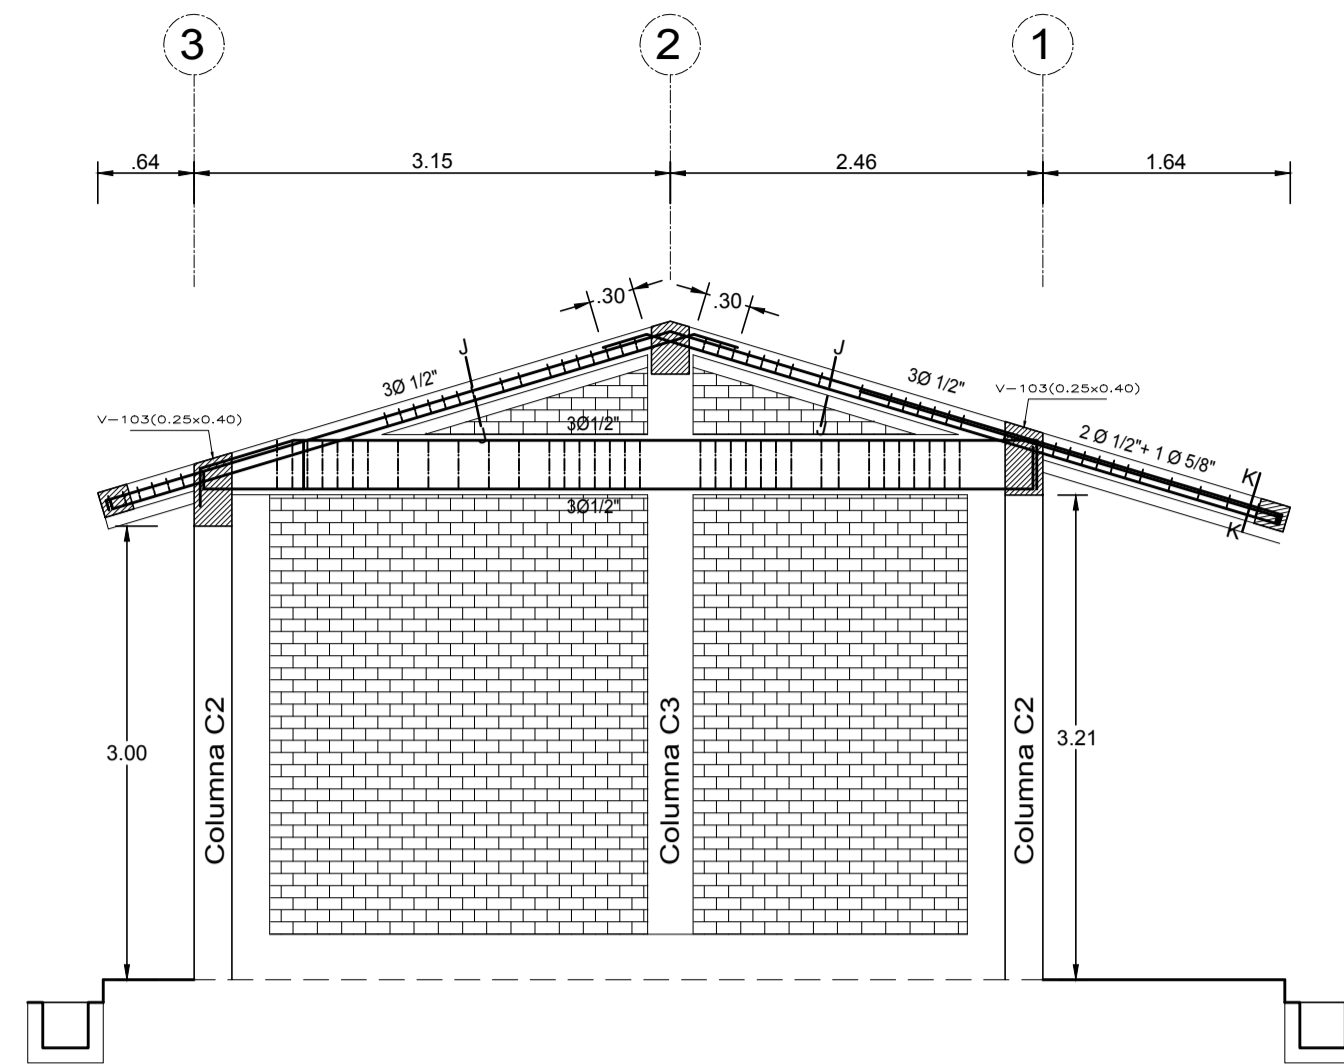 3 2 1
.64 3.15 2.46 1.64
.30 .30
J J
3Ø 1/2" 3Ø 1/2"
V-103(0.25x0.40)
V-103(0.25x0.40)
3Ø1/2"
J J
2 Ø 1/2"+ 1 Ø 5/8"
K
3Ø1/2"
K
3.00
Columna C2
Columna C3
Columna C2
3.21